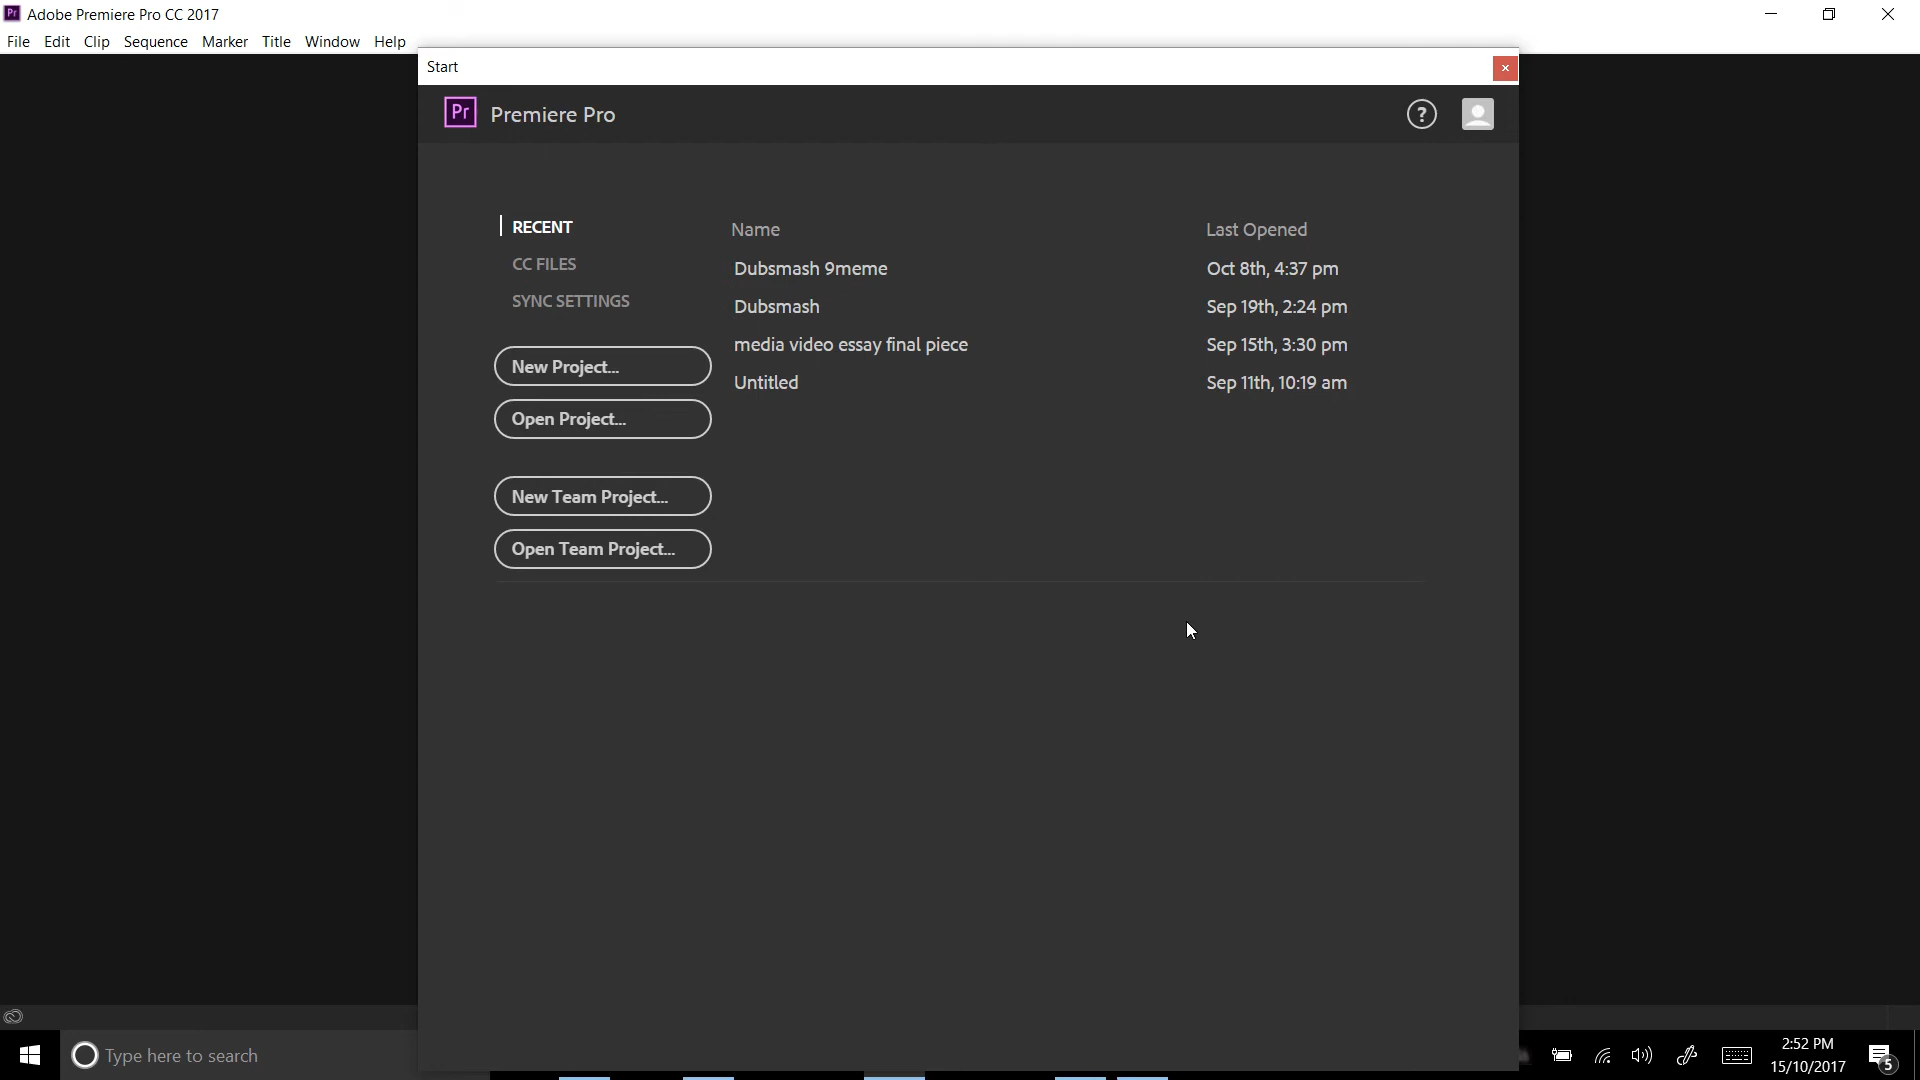 Pr Adobe Premiere Pro CC 2017
File Edit Clip Sequence Marker Title Window Help
Start
Pr Premiere Pro
?
RECENT
CC FILES
SYNC SETTINGS
New Project...
Open Project...
New Team Project...
Open Team Project...
Name Last Opened
Dubsmash 9meme Oct 8th, 4:37 pm
Dubsmash Sep 19th, 2:24 pm
media video essay final piece Sep 15th, 3:30 pm
Untitled Sep 11th, 10:19 am
Type here to search
2:52 PM
15/10/2017
5